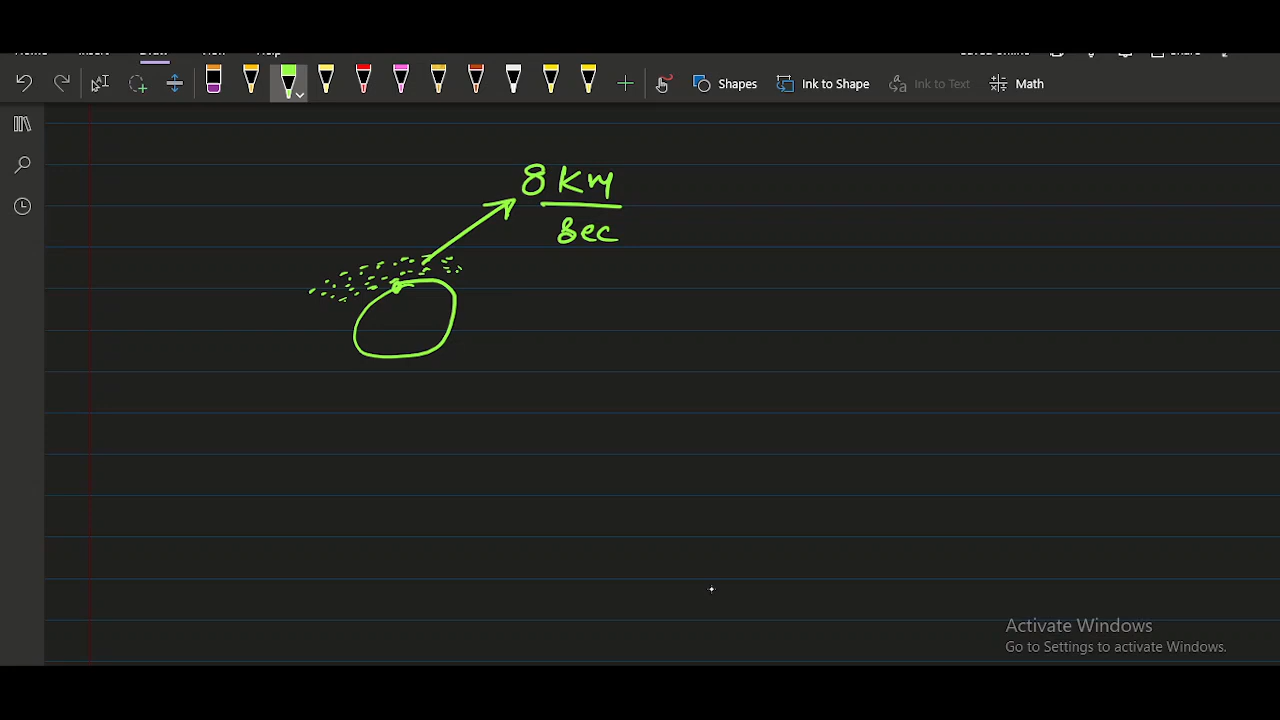 Shapes
Ink to Shape
Ink to Text
Math
8 Km
Sec
Activate Windows
Go to Settings to activate Windows.